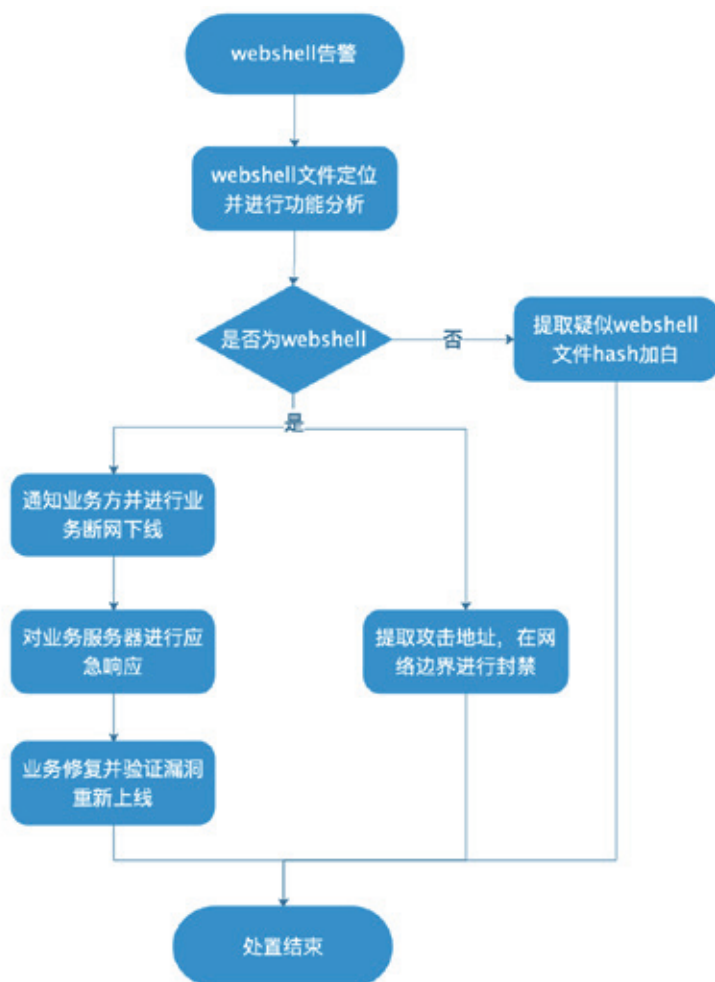 webshell告警
webshell文件定位
并进行功能分析
是否为webshell
否
提取疑似webshell
文件hash加白
是
通知业务方并进行业
务断网下线
对业务服务器进行应
急响应
提取攻击地址，在网
络边界进行封禁
业务修复并验证漏洞
重新上线
处置结束